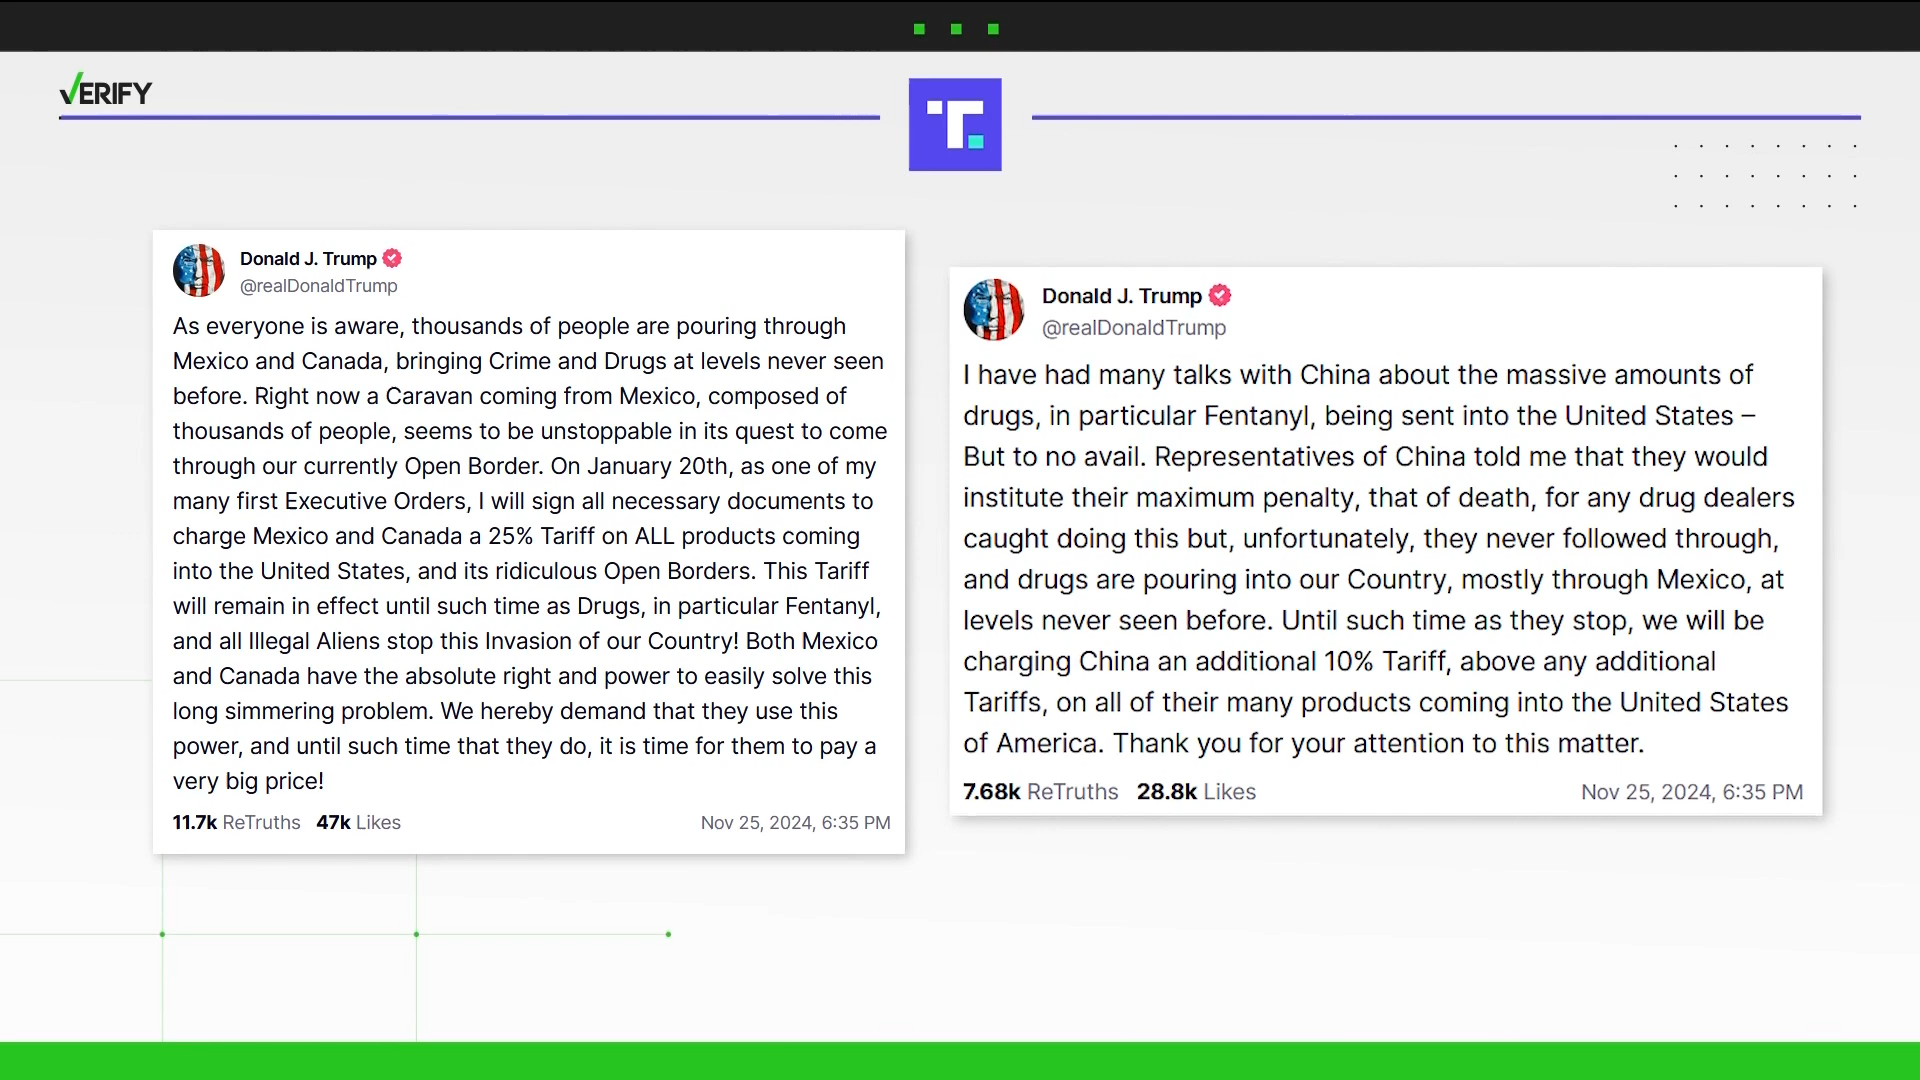 VERIFY
T.
Donald J. Trump
@realDonaldTrump
As everyone is aware, thousands of people are pouring through
Mexico and Canada, bringing Crime and Drugs at levels never seen
before. Right now a Caravan coming from Mexico, composed of
thousands of people, seems to be unstoppable in its quest to come
through our currently Open Border. On January 20th, as one of my
many first Executive Orders, I will sign all necessary documents to
charge Mexico and Canada a 25% Tariff on ALL products coming
into the United States, and its ridiculous Open Borders. This Tariff
will remain in effect until such time as Drugs, in particular Fentanyl,
and all Illegal Aliens stop this Invasion of our Country! Both Mexico
and Canada have the absolute right and power to easily solve this
long simmering problem. We hereby demand that they use this
power, and until such time that they do, it is time for them to pay a
very big price!
11.7k ReTruths 47k Likes Nov 25, 2024, 6:35 PM
Donald J. Trump
@realDonaldTrump
I have had many talks with China about the massive amounts of
drugs, in particular Fentanyl, being sent into the United States –
But to no avail. Representatives of China told me that they would
institute their maximum penalty, that of death, for any drug dealers
caught doing this but, unfortunately, they never followed through,
and drugs are pouring into our Country, mostly through Mexico, at
levels never seen before. Until such time as they stop, we will be
charging China an additional 10% Tariff, above any additional
Tariffs, on all of their many products coming into the United States
of America. Thank you for your attention to this matter.
7.68k ReTruths 28.8k Likes Nov 25, 2024, 6:35 PM